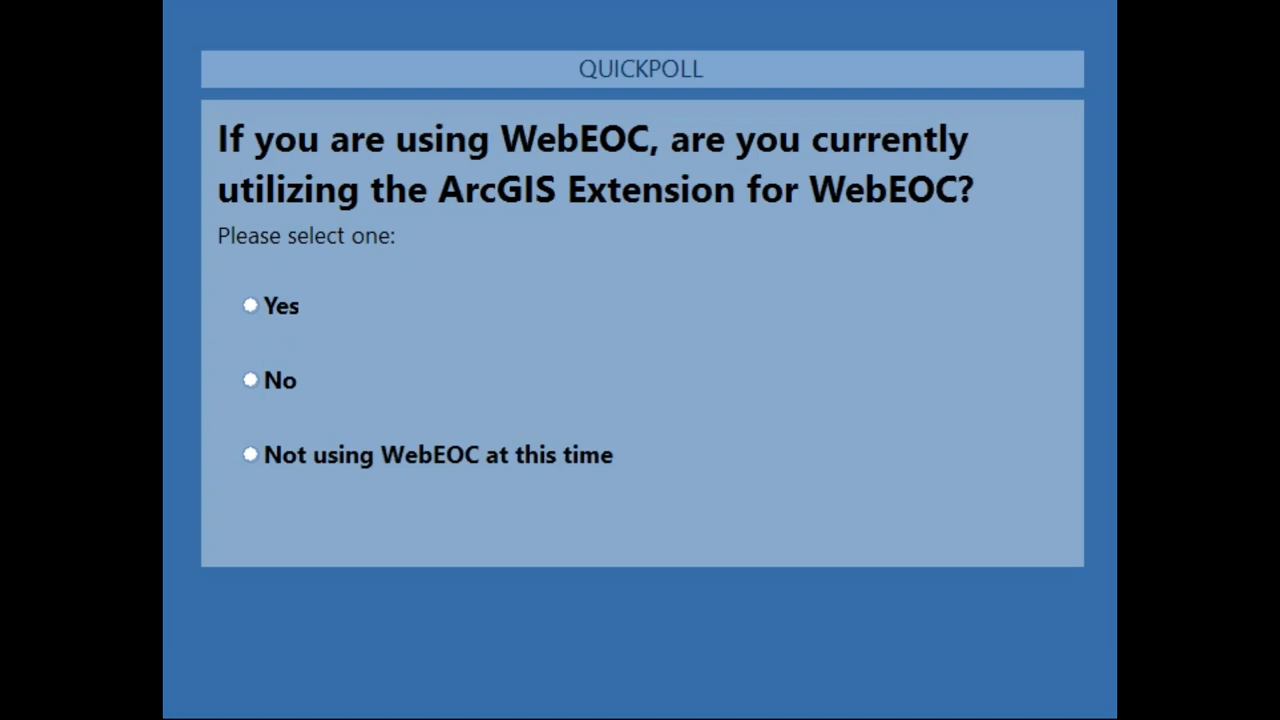 QUICKPOLL
If you are using WebEOC, are you currently
utilizing the ArcGIS Extension for WebEOC?
Please select one:
Yes
No
Not using WebEOC at this time